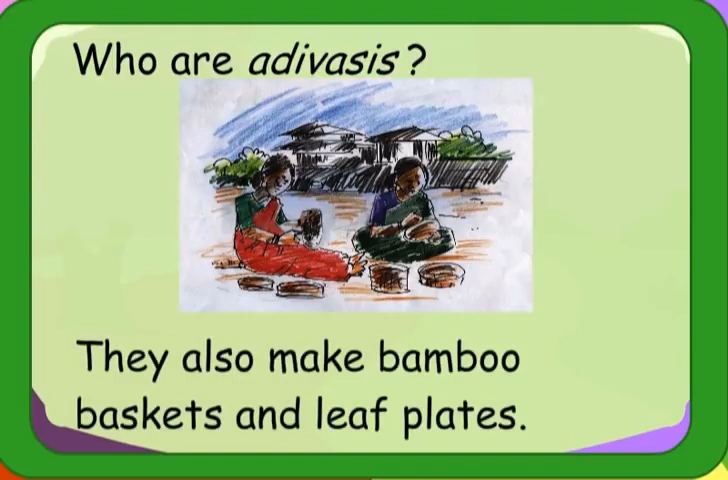 Who are adivasis?
They also make bamboo
baskets and leaf plates.